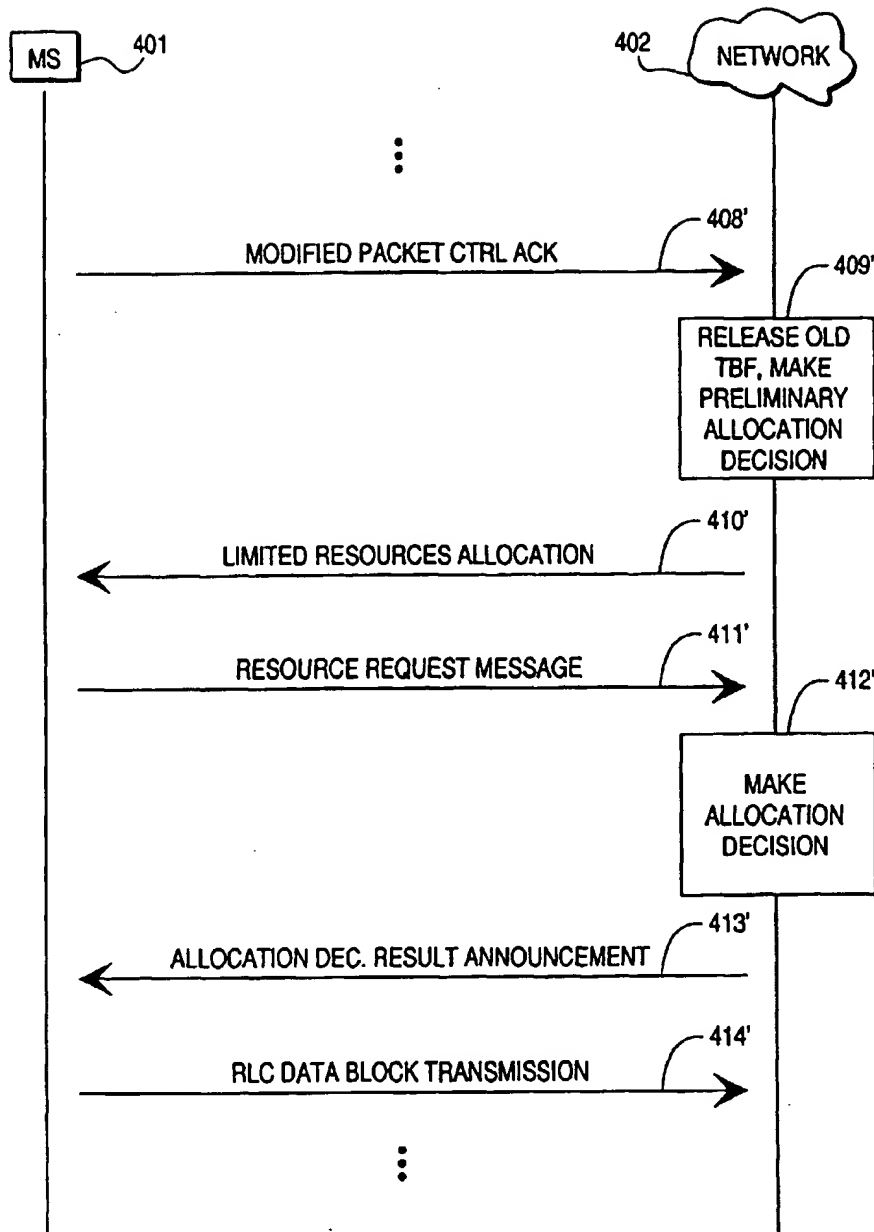 MS
401
402
NETWORK
408'
MODIFIED PACKET CTRL ACK
409'
RELEASE OLD
TBF, MAKE
PRELIMINARY
ALLOCATION
DECISION
410'
LIMITED RESOURCES ALLOCATION
411'
RESOURCE REQUEST MESSAGE
412'
MAKE
ALLOCATION
DECISION
413'
ALLOCATION DEC. RESULT ANNOUNCEMENT
414'
RLC DATA BLOCK TRANSMISSION